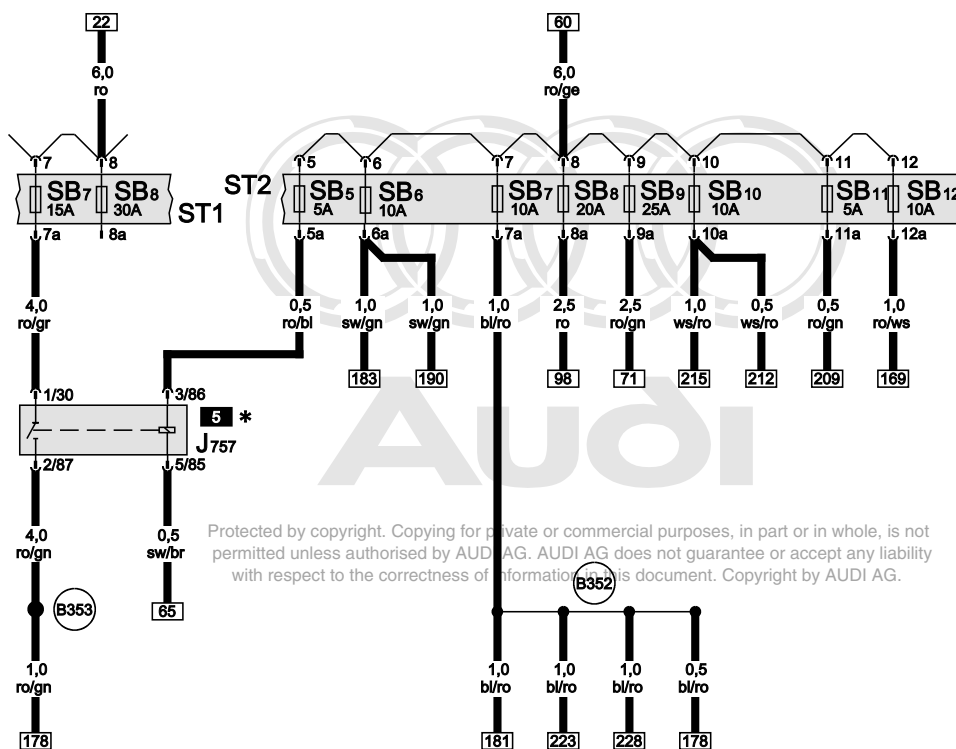 22
60
6,0
ro
6,0
ro/ge
7 8
5 6 7 8 9 10 11 12
SB7 15A
SB8 30A
ST1
ST2
SB5 5A
SB6 10A
SB7 10A
SB8 20A
SB9 25A
SB10 10A
SB11 5A
SB12 10A
7a 8a
5a 6a 7a 8a 9a 10a 11a 12a
4,0
ro/gr
0,5
ro/bl
1,0
sw/gn
1,0
sw/gn
1,0
bl/ro
2,5
ro
2,5
ro/gn
1,0
ws/ro
0,5
ws/ro
0,5
ro/gn
1,0
ro/ws
183 190 98 71 215 212 209 169
1/30 3/86
5 *
J757
2/87 5/85
Audi
4,0
ro/gn
0,5
sw/br
Protected by copyright. Copying for private or commercial purposes, in part or in whole, is not
permitted unless authorised by AUDI AG. AUDI AG does not guarantee or accept any liability
with respect to the correctness of information in this document. Copyright by AUDI AG.
B353
65
B352
1,0
ro/gn
1,0
bl/ro
1,0
bl/ro
1,0
bl/ro
0,5
bl/ro
178 181 223 228 178